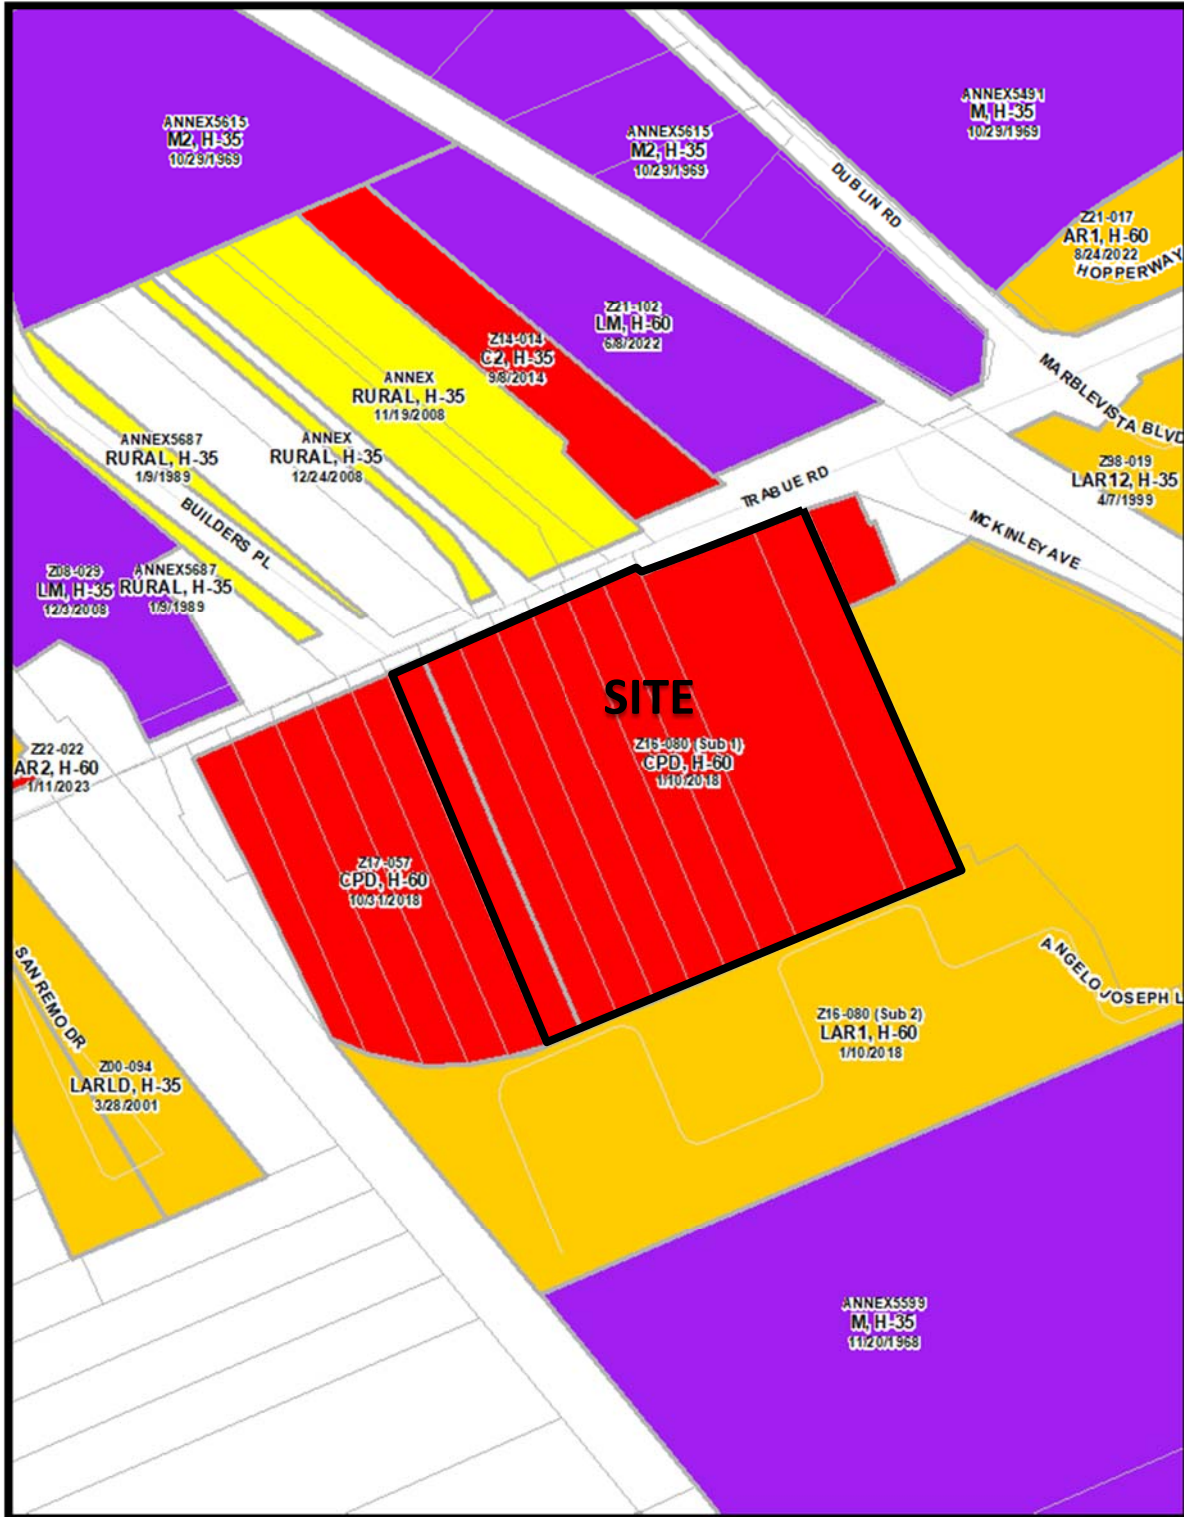 ANNEX5491
M, H-35
10/29/1969
ANNEX5615
M2, H-35
10/29/1969
ANNEX5615
M2, H-35
10/29/1969
DUBLIN RD
Z21-017
AR1, H-60
8/24/2022
HOPPERWAY
Z21-102
LM, H-60
6/8/2022
Z14-014
C2, H-35
9/8/2014
MARBLEVISTA BLVD
ANNEX
RURAL, H-35
11/19/2008
ANNEX5687
RURAL, H-35
1/9/1989
ANNEX
RURAL, H-35
12/24/2008
Z98-019
LAR12, H-35
4/7/1999
TRABUE RD
BUILDERS PL
MCKINLEY AVE
Z08-029
LM, H-35
12/3/2008
ANNEX5687
RURAL, H-35
1/9/1989
SITE
Z16-080 (Sub 1)
CPD, H-60
1/10/2018
Z22-022
AR2, H-60
1/11/2023
Z17-057
CPD, H-60
10/31/2018
SAN REMO DR
ANGELO JOSEPH L
Z16-080 (Sub 2)
LAR1, H-60
1/10/2018
Z00-094
LARLD, H-35
3/28/2001
ANNEX5599
M, H-35
11/20/1968